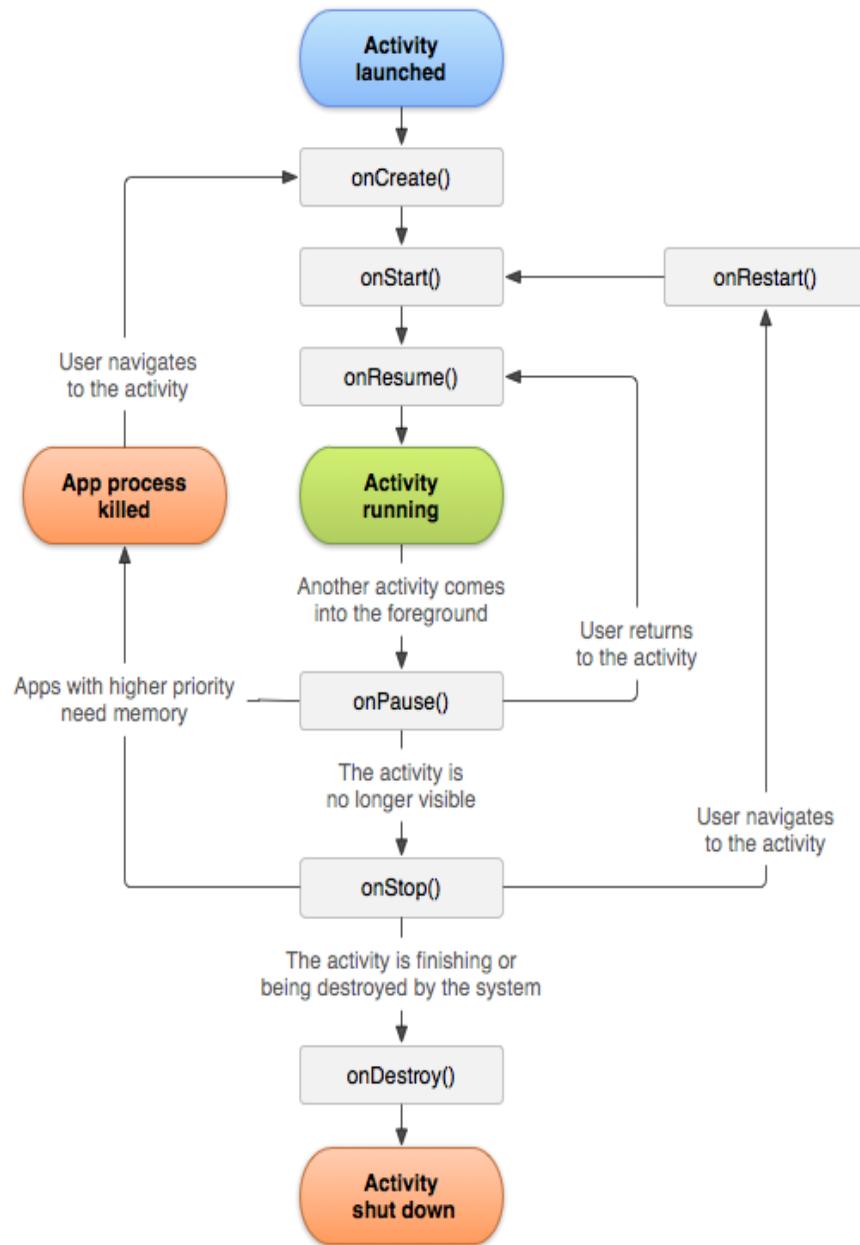 Activity
launched
onCreate()
onStart()
onRestart()
User navigates
to the activity
onResume()
App process
killed
Activity
running
Another activity comes
into the foreground
User returns
to the activity
Apps with higher priority
need memory
onPause()
The activity is
no longer visible
User navigates
to the activity
onStop()
The activity is finishing or
being destroyed by the system
onDestroy()
Activity
shut down